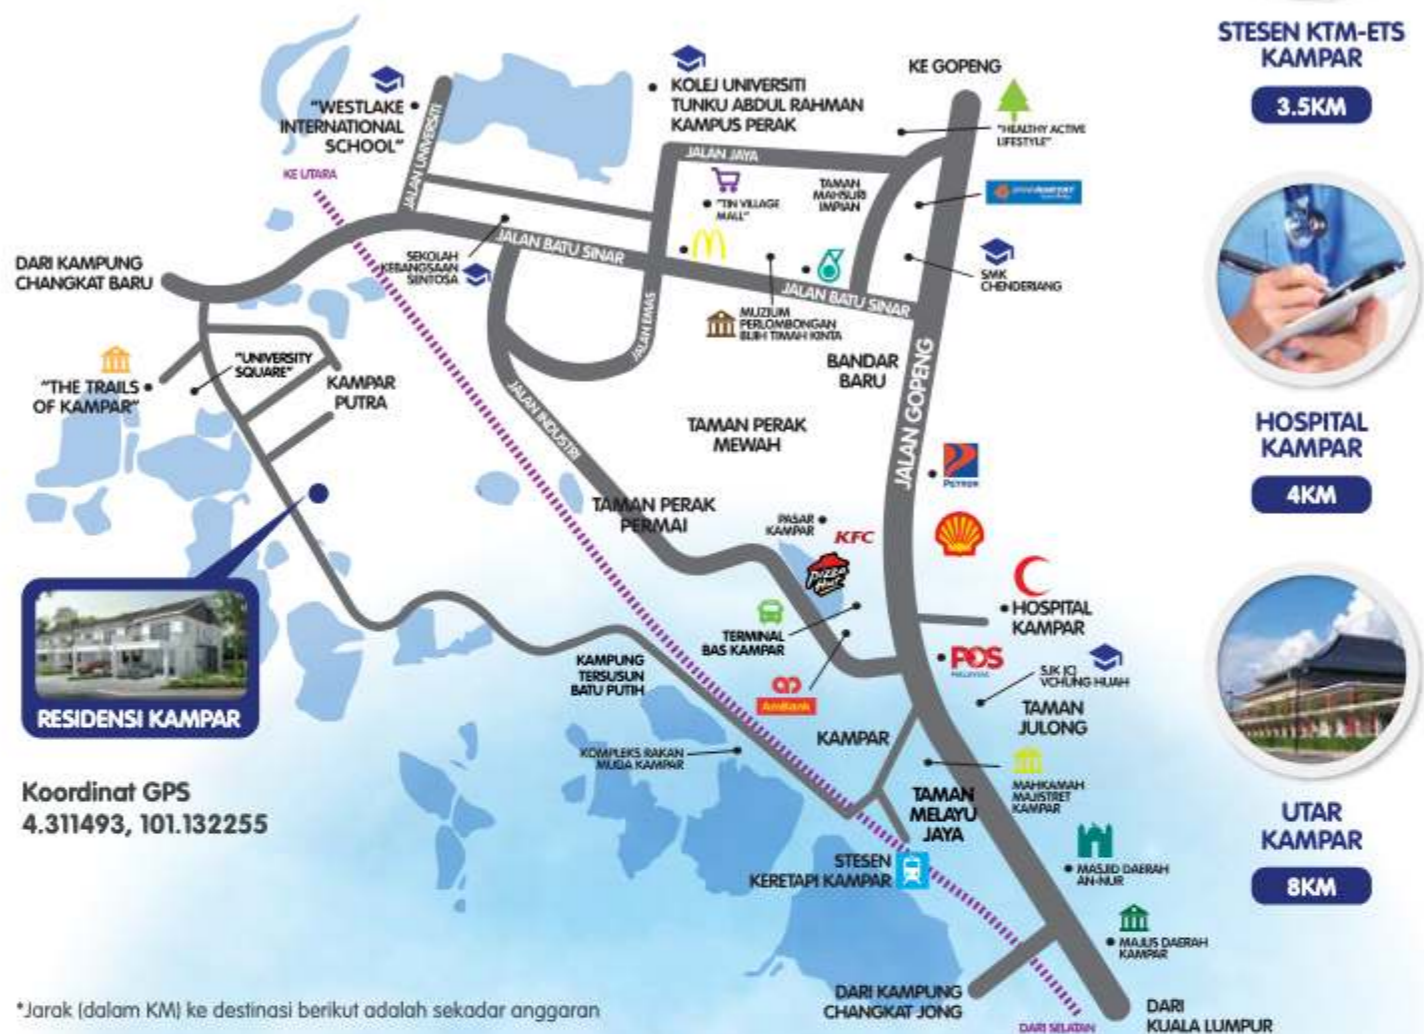 STESEN KTM-ETS
KAMPAR
3.5KM
KE GOPENG
"WESTLAKE
INTERNATIONAL
SCHOOL"
JALAN UNIVERSITI
KOLEJ UNIVERSITI
TUNKU ABDUL RAHMAN
KAMPUS PERAK
"HEALTHY ACTIVE
LIFESTYLE"
KE UTARA
JALAN JAYA
"TIN VILLAGE
MALL"
TAMAN
MAHSURI
IMPIAN
JALAN BATU SINAR
SEKOLAH
KEBANGSAAN
SENTOSA
DARI KAMPUNG
CHANGKAT BARU
SMK
CHENDERIANG
JALAN BATU SINAR
MUZIUM
PERLOMBONGAN
BIJIH TIMAH KINTA
JALAN EMAS
BANDAR
BARU
"UNIVERSITY
SQUARE"
"THE TRAILS
OF KAMPAR"
KAMPAR
PUTRA
JALAN INDUSTRI
JALAN GOPENG
TAMAN PERAK
MEWAH
HOSPITAL
KAMPAR
4KM
PETRON
TAMAN PERAK
PERMAI
PASAR
KAMPAR
KFC
Pizza
Hut
HOSPITAL
KAMPAR
TERMINAL
BAS KAMPAR
POS
MALAYSIA
SJK (C)
VCHUNG HUAH
KAMPUNG
TERSUSUN
BATU PUTIH
AmBank
TAMAN
JULONG
RESIDENSI KAMPAR
KAMPAR
KOMPLEKS RAKAN
MUDA KAMPAR
MAHKAMAH
MAJISTRET
KAMPAR
TAMAN
MELAYU
JAYA
Koordinat GPS
4.311493, 101.132255
UTAR
KAMPAR
8KM
STESEN
KERETAPI KAMPAR
MASJID DAERAH
AN-NUR
MAJLIS DAERAH
KAMPAR
DARI KAMPUNG
CHANGKAT JONG
DARI SELATAN
DARI
KUALA LUMPUR
*Jarak (dalam KM) ke destinasi berikut adalah sekadar anggaran